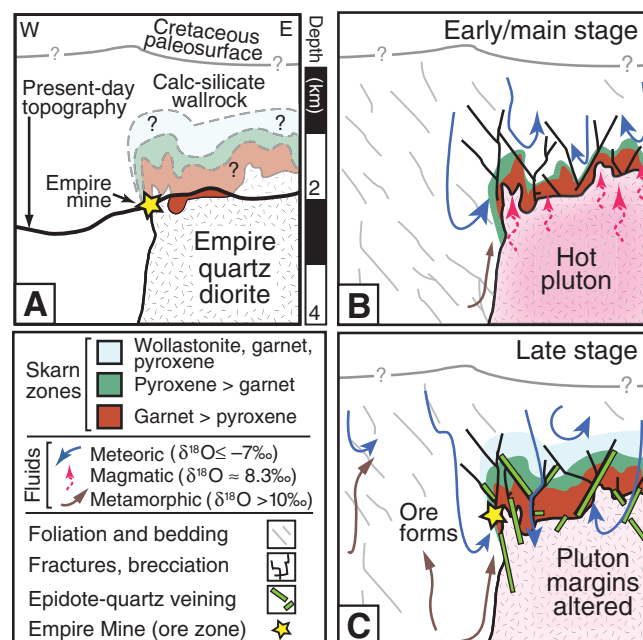 W
E
Cretaceous
paleosurface
?
?
Calc-silicate
wallrock
Present-day
topography
?
?
?
Empire
mine
Empire
quartz
diorite
A
Depth
(km)
2
4
Early/main stage
?
?
Hot
pluton
B
Skarn
zones
Wollastonite, garnet,
pyroxene
Pyroxene > garnet
Garnet > pyroxene
Fluids
Meteoric (δ¹⁸O≤ −7‰)
Magmatic (δ¹⁸O ≈ 8.3‰)
Metamorphic (δ¹⁸O >10‰)
Foliation and bedding
Fractures, brecciation
Epidote-quartz veining
Empire Mine (ore zone)
Late stage
?
?
Ore
forms
Pluton
margins
altered
C